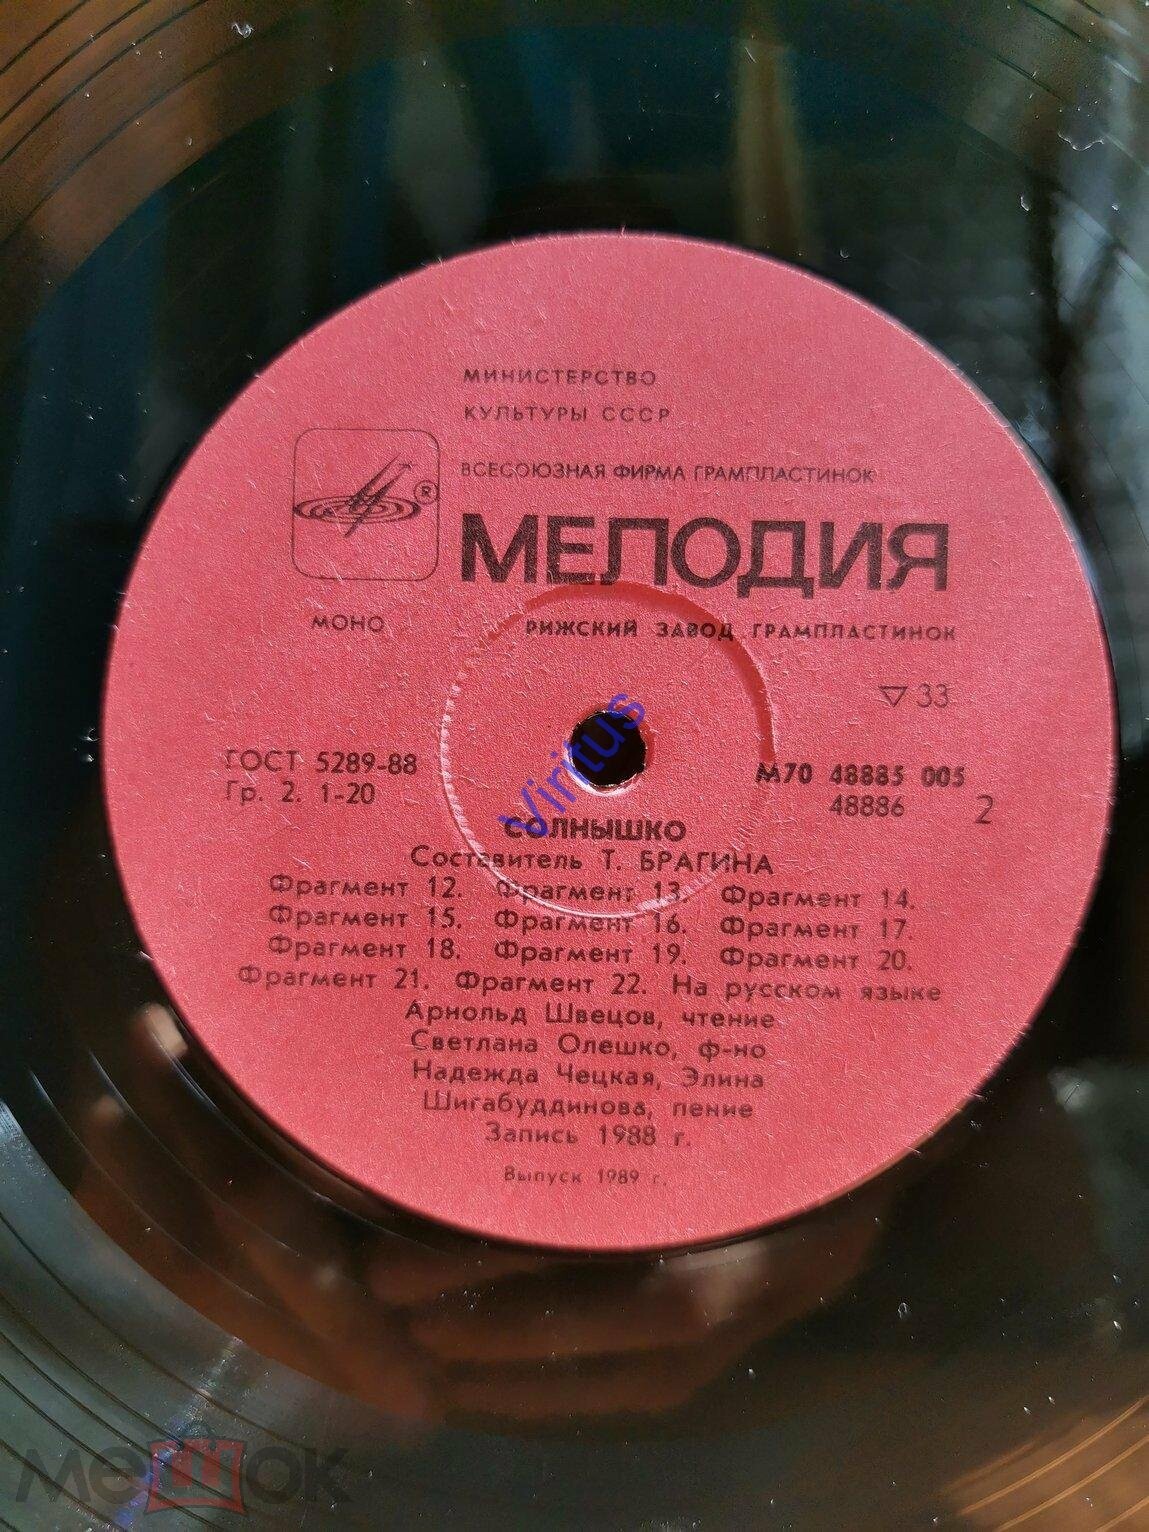 МИНИСТЕРСТВО
КУЛЬТУРЫ СССР
ВСЕСОЮЗНАЯ ФИРМА ГРАМПЛАСТИНОК
®
МЕЛОДИЯ
МОНО
РИЖСКИЙ ЗАВОД ГРАМПЛАСТИНОК
▽ 33
ГОСТ 5289-88
Гр. 2. 1-20
М70 48885 005
48886 2
Viritus
СОЛНЫШКО
Составитель Т. БРАГИНА
Фрагмент 12. Фрагмент 13. Фрагмент 14.
Фрагмент 15. Фрагмент 16. Фрагмент 17.
Фрагмент 18. Фрагмент 19. Фрагмент 20.
Фрагмент 21. Фрагмент 22. На русском языке
Арнольд Швецов, чтение
Светлана Олешко, ф-но
Надежда Чецкая, Элина
Шигабуддинова, пение
Запись 1988 г.
Выпуск 1989 г.
мешок